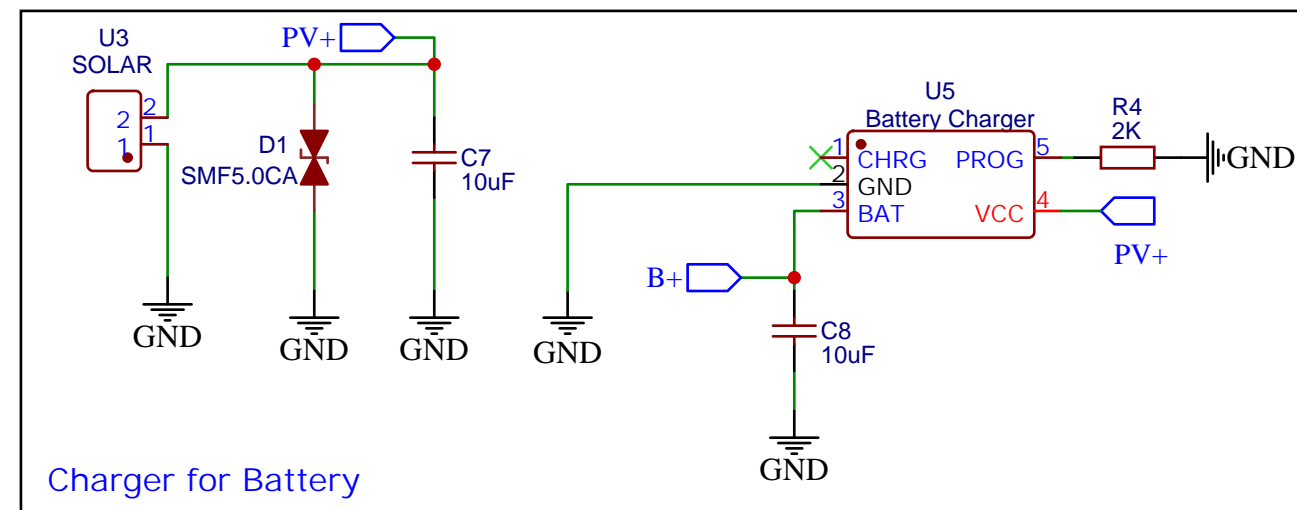 U3
SOLAR
2
2
1
1
PV+
D1
SMF5.0CA
C7
10uF
GND
GND
GND
U5
Battery Charger
1
CHRG
2
GND
3
BAT
PROG
5
VCC
4
R4
2K
GND
PV+
B+
GND
C8
10uF
GND
Charger for Battery